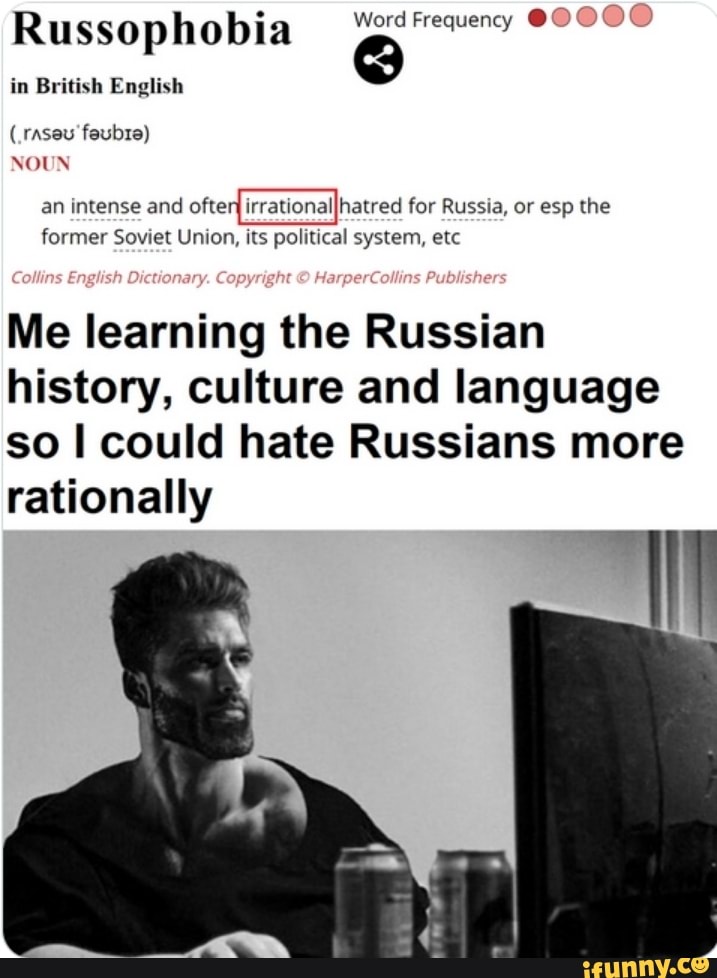 Russophobia
Word Frequency
in British English
(ˌrʌsəʊˈfəʊbɪə)
NOUN
an intense and often irrational hatred for Russia, or esp the
former Soviet Union, its political system, etc
Collins English Dictionary. Copyright © HarperCollins Publishers
Me learning the Russian
history, culture and language
so I could hate Russians more
rationally
ifunny.co